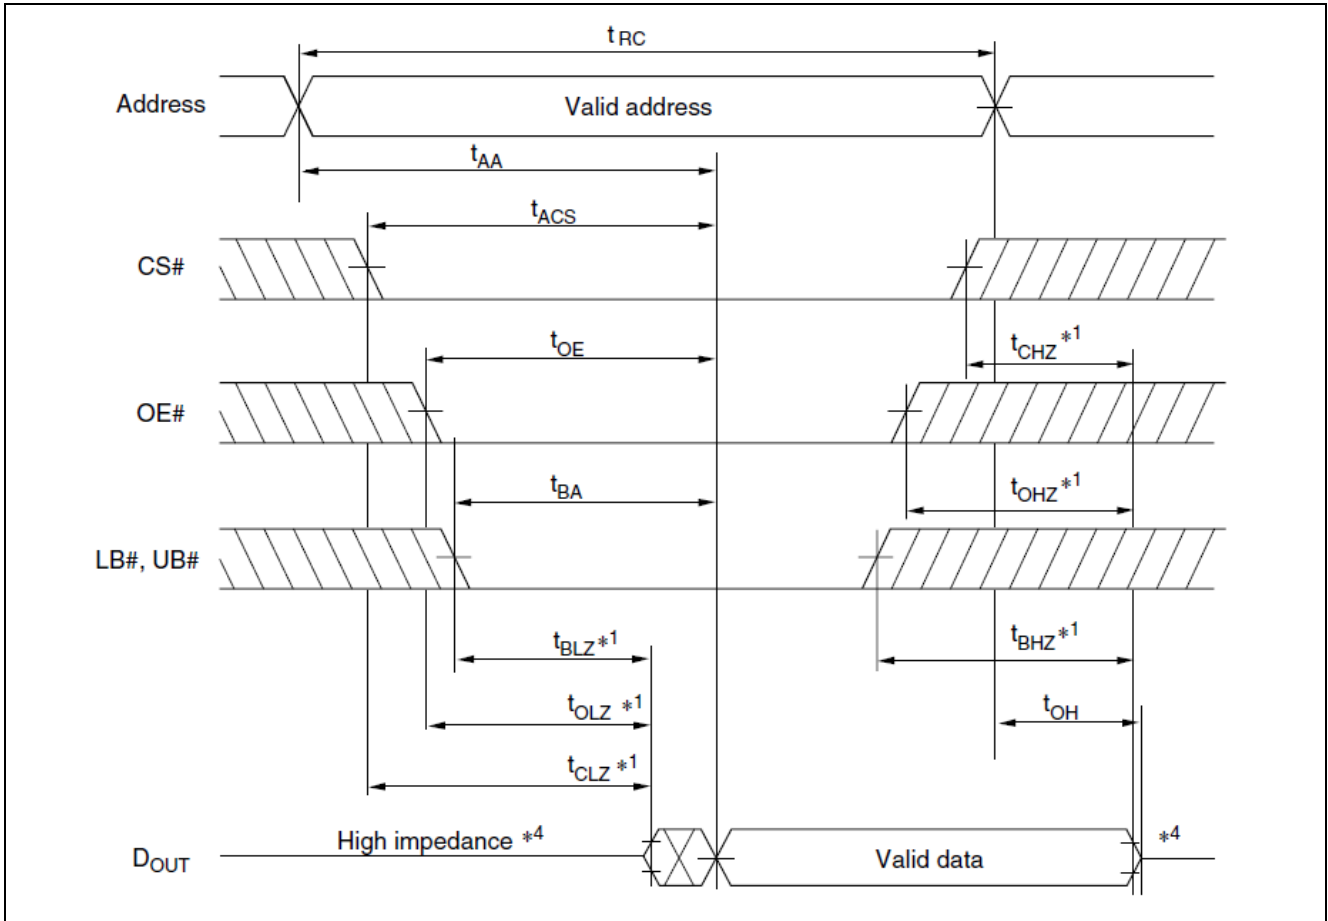 tRC
Address
Valid address
tAA
tACS
CS#
tOE
tCHZ *1
OE#
tBA
tOHZ *1
LB#, UB#
tBLZ *1
tBHZ *1
tOLZ *1
tOH
tCLZ *1
High impedance *4
*4
DOUT
Valid data